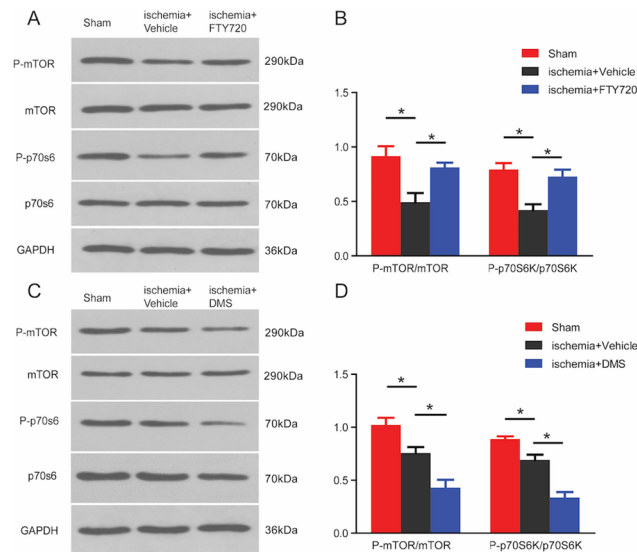 A
Sham
ischemia+
Vehicle
ischemia+
FTY720
P-mTOR
290kDa
mTOR
290kDa
P-p70s6
70kDa
p70s6
70kDa
GAPDH
36kDa
B
Sham
ischemia+Vehicle
ischemia+FTY720
1.5
1.0
0.5
0.0
* * * *
P-mTOR/mTOR
P-p70S6K/p70S6K
C
Sham
ischemia+
Vehicle
ischemia+
DMS
P-mTOR
290kDa
mTOR
290kDa
P-p70s6
70kDa
p70s6
70kDa
GAPDH
36kDa
D
Sham
ischemia+Vehicle
ischemia+DMS
1.5
1.0
0.5
0.0
* * * *
P-mTOR/mTOR
P-p70S6K/p70S6K